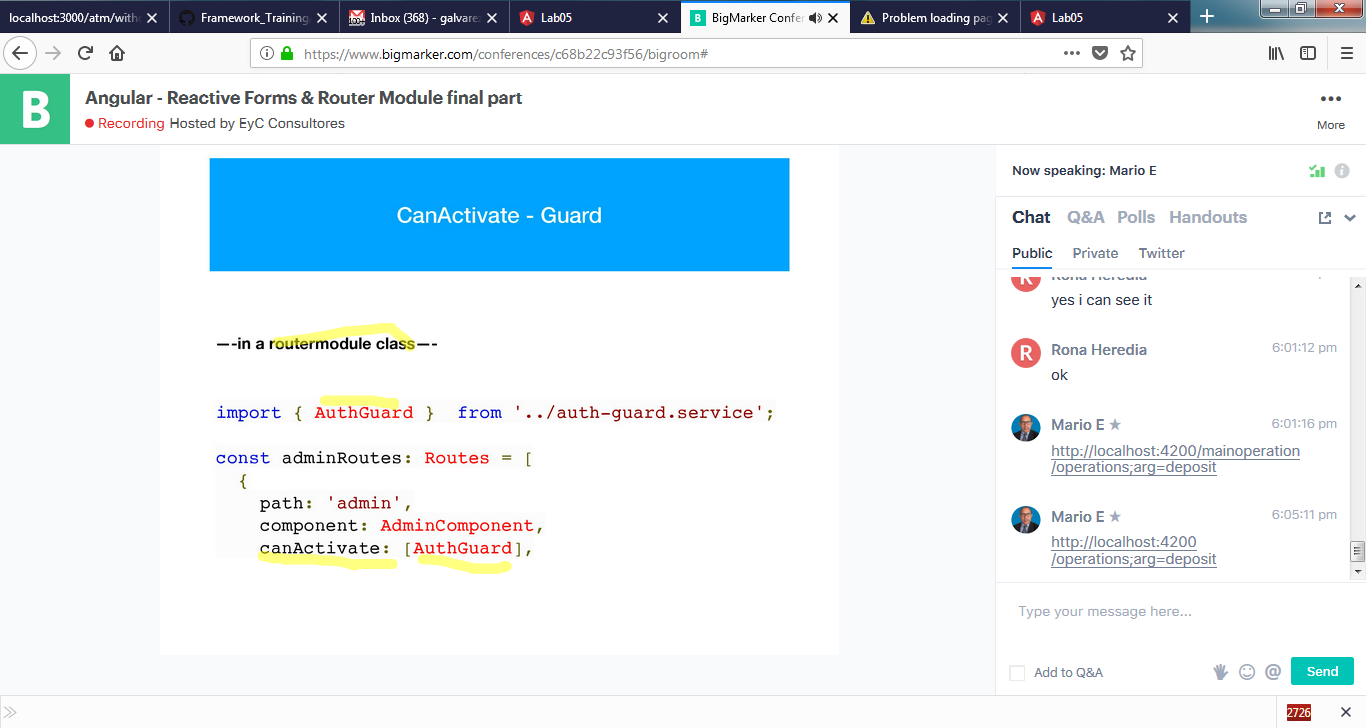 localhost:3000/atm/with
Framework_Training
100+
Inbox (368) - galvare
Lab05
B
BigMarker Confer
Problem loading pag
Lab05
https://www.bigmarker.com/conferences/c68b22c93f56/bigroom#
B
Angular - Reactive Forms & Router Module final part
Recording Hosted by EyC Consultores
More
CanActivate - Guard
—-in a routermodule class—-
import { AuthGuard } from '../auth-guard.service';
const adminRoutes: Routes = [
{
path: 'admin',
component: AdminComponent,
canActivate: [AuthGuard],
Now speaking: Mario E
Chat Q&A Polls Handouts
Public Private Twitter
R Rona Heredia
yes i can see it
R Rona Heredia 6:01:12 pm
ok
Mario E ★ 6:01:16 pm
http://localhost:4200/mainoperation
/operations;arg=deposit
Mario E ★ 6:05:11 pm
http://localhost:4200
/operations;arg=deposit
Type your message here...
Add to Q&A
@
Send
2726